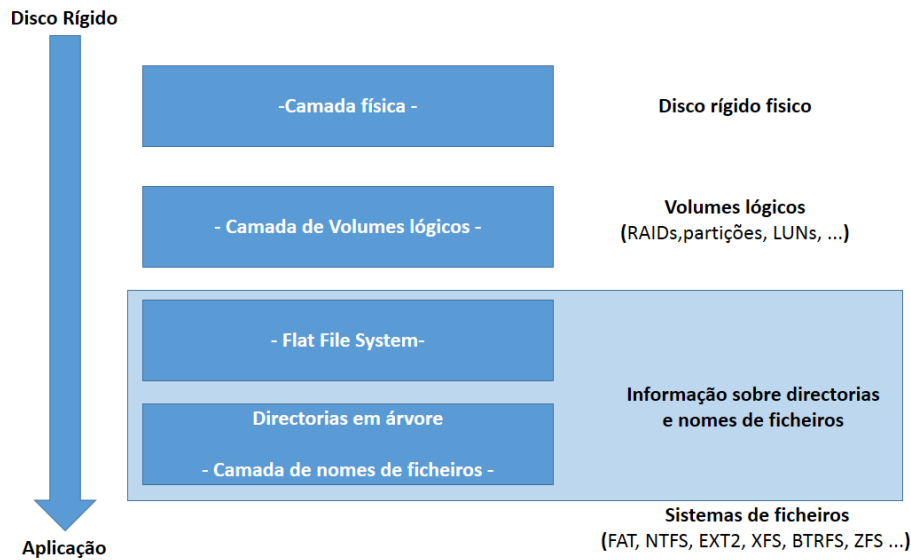 Disco Rígido
-Camada física -
Disco rígido fisico
- Camada de Volumes lógicos -
Volumes lógicos
(RAIDs,partições, LUNs, ...)
- Flat File System-
Directorias em árvore
- Camada de nomes de ficheiros -
Informação sobre directorias
e nomes de ficheiros
Aplicação
Sistemas de ficheiros
(FAT, NTFS, EXT2, XFS, BTRFS, ZFS ...)